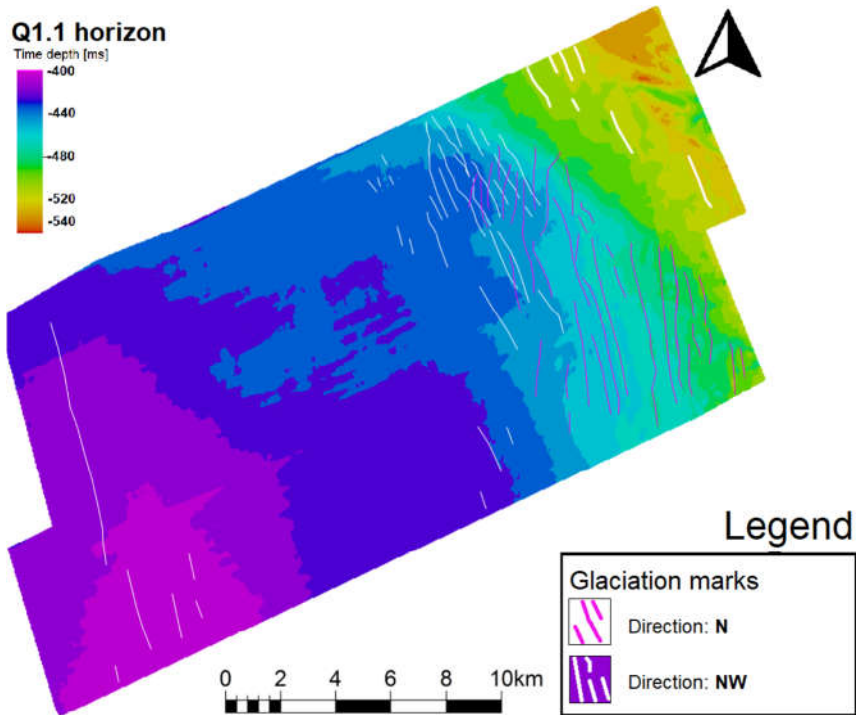 Q1.1 horizon
Time depth [ms]
-400
-440
-480
-520
-540
Legend
Glaciation marks
Direction: N
Direction: NW
0 2 4 6 8 10km